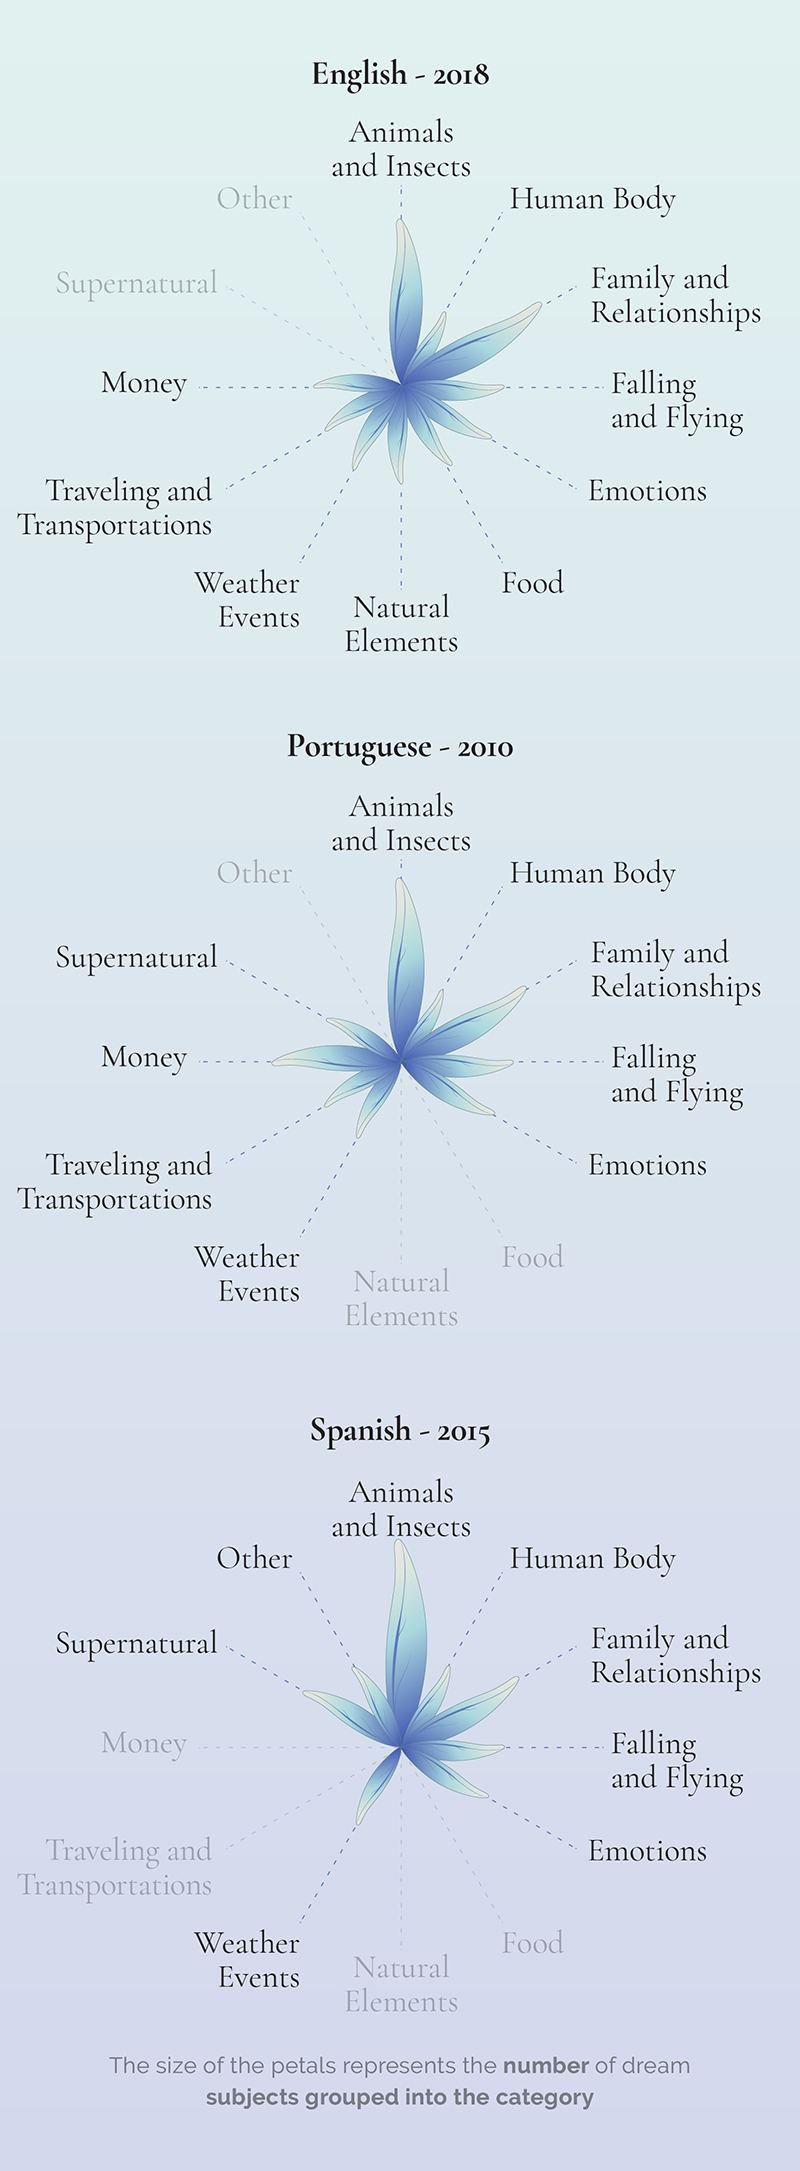 English - 2018
Animals
and Insects
Other
Human Body
Supernatural
Family and
Relationships
Money
Falling
and Flying
Traveling and
Transportations
Emotions
Weather
Events
Natural
Elements
Food
Portuguese - 2010
Animals
and Insects
Other
Human Body
Supernatural
Family and
Relationships
Money
Falling
and Flying
Traveling and
Transportations
Emotions
Weather
Events
Natural
Elements
Food
Spanish - 2015
Animals
and Insects
Other
Human Body
Supernatural
Family and
Relationships
Money
Falling
and Flying
Traveling and
Transportations
Emotions
Weather
Events
Natural
Elements
Food
The size of the petals represents the number of dream
subjects grouped into the category